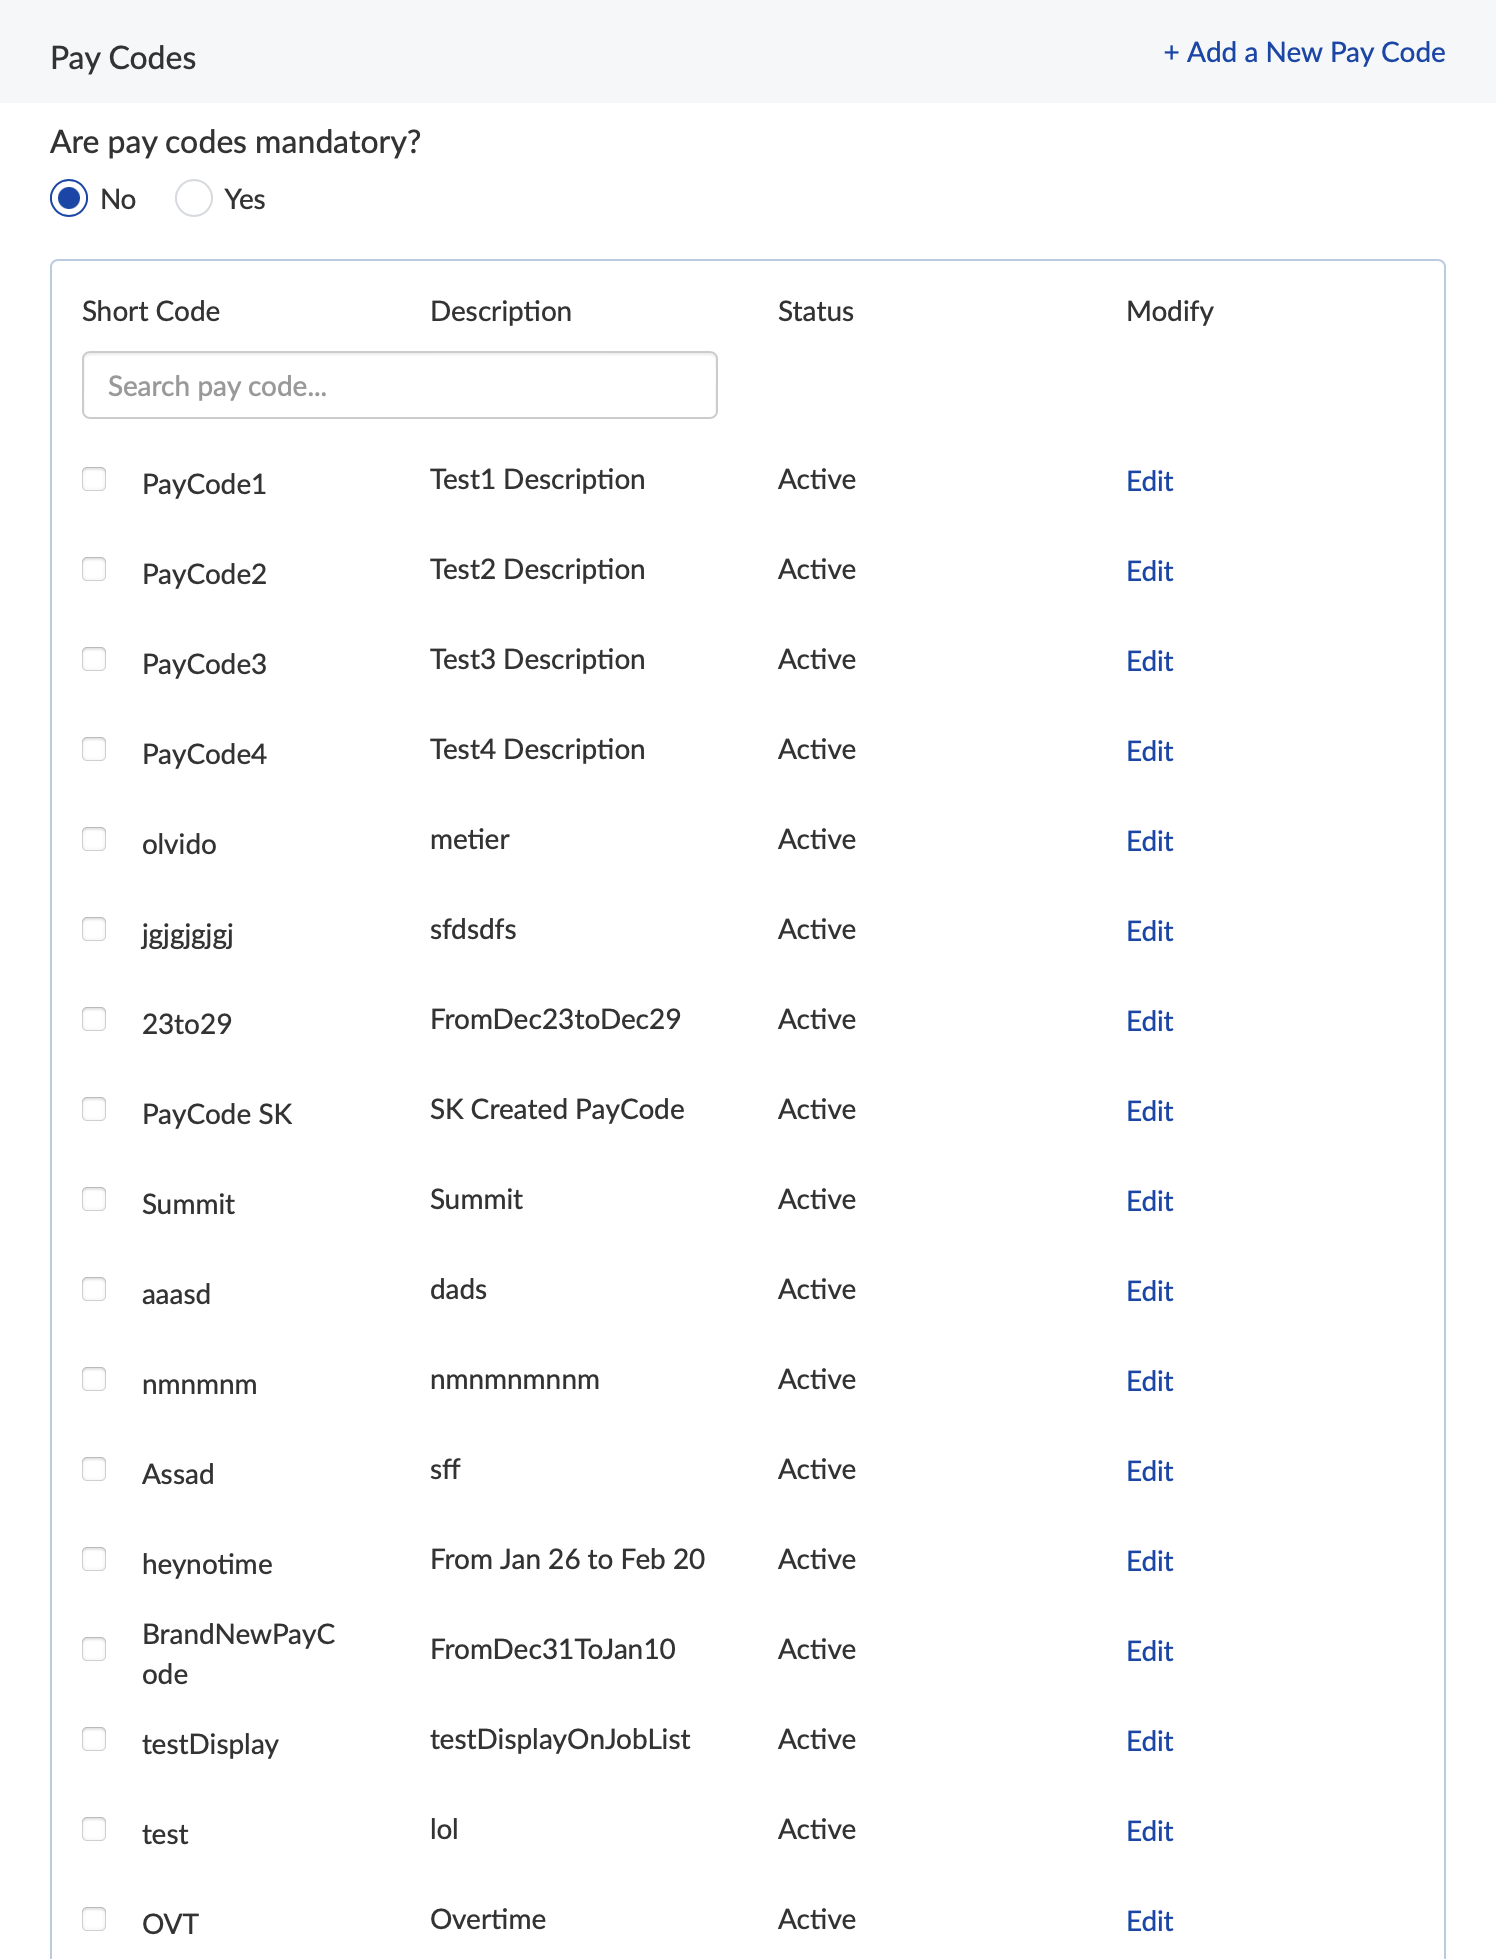 Pay Codes
+ Add a New Pay Code
Are pay codes mandatory?
No Yes
Short Code Description Status Modify
Search pay code...
PayCode1 Test1 Description Active Edit
PayCode2 Test2 Description Active Edit
PayCode3 Test3 Description Active Edit
PayCode4 Test4 Description Active Edit
olvido metier Active Edit
jgjgjgjgj sfdsdfs Active Edit
23to29 FromDec23toDec29 Active Edit
PayCode SK SK Created PayCode Active Edit
Summit Summit Active Edit
aaasd dads Active Edit
nmnmnm nmnmnmnnm Active Edit
Assad sff Active Edit
heynotime From Jan 26 to Feb 20 Active Edit
BrandNewPayC
ode FromDec31ToJan10 Active Edit
testDisplay testDisplayOnJobList Active Edit
test lol Active Edit
OVT Overtime Active Edit